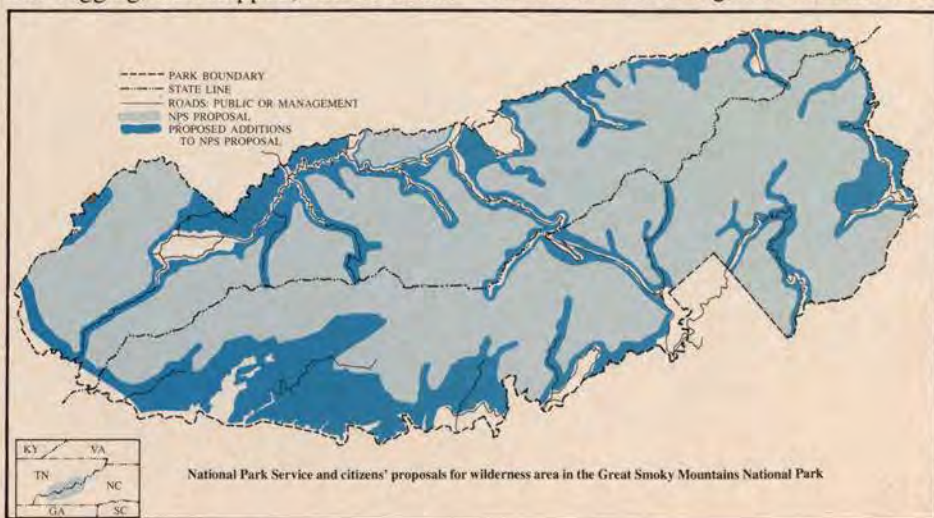 PARK BOUNDARY
STATE LINE
ROADS: PUBLIC OR MANAGEMENT
NPS PROPOSAL
PROPOSED ADDITIONS
TO NPS PROPOSAL
KY VA
TN
NC
GA SC
National Park Service and citizens' proposals for wilderness area in the Great Smoky Mountains National Park